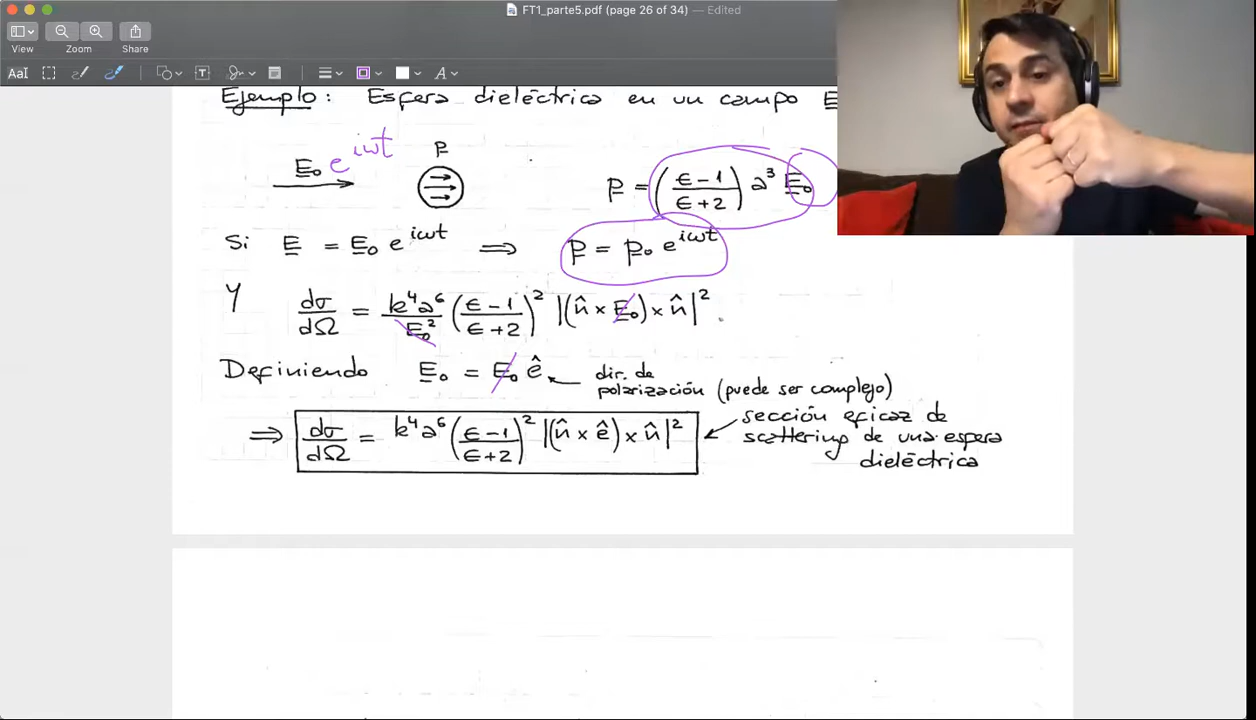 FT1_parte5.pdf (page 26 of 34) — Edited
View Zoom Share
AaI T A
Ejemplo: Esfera dieléctrica en un campo E
E₀ e^{iωt} p
p = ((ε-1)/(ε+2)) a³ E₀
Si E = E₀ e^{iωt} ⟹ p = p₀ e^{iωt}
Y dσ/dΩ = (k⁴a⁶/E₀²) ((ε-1)/(ε+2))² |(n̂ × E₀) × n̂|²
Definiendo E₀ = E₀ ê ← dir. de
polarización (puede ser complejo)
⟹ dσ/dΩ = k⁴a⁶ ((ε-1)/(ε+2))² |(n̂ × ê) × n̂|² ← sección eficaz de
scattering de una esfera
dieléctrica